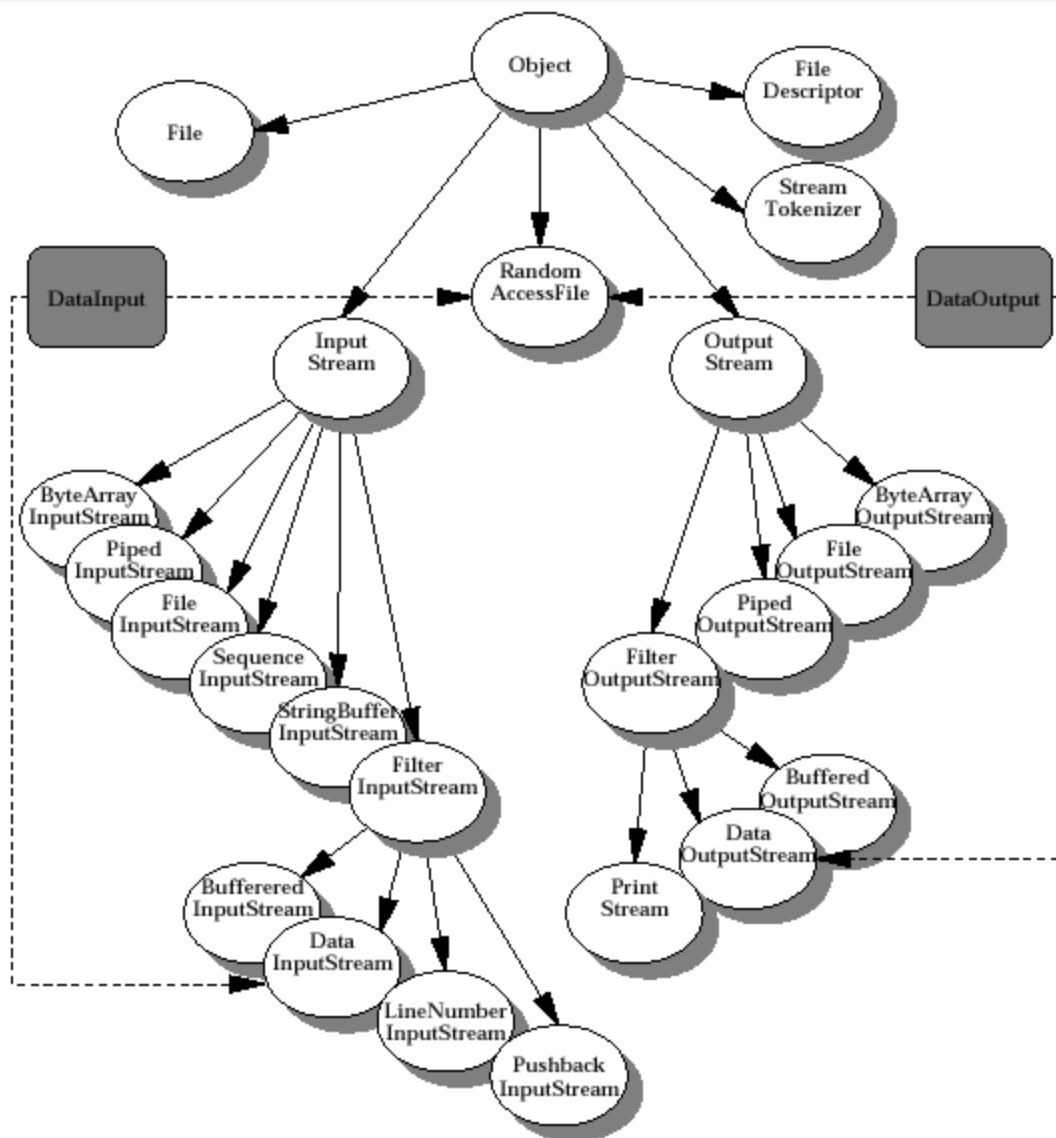 Object
File
Descriptor
File
Stream
Tokenizer
DataInput
Random
AccessFile
DataOutput
Input
Stream
Output
Stream
ByteArray
InputStream
Piped
InputStream
File
InputStream
Sequence
InputStream
StringBuffer
InputStream
Filter
InputStream
ByteArray
OutputStream
File
OutputStream
Piped
OutputStream
Filter
OutputStream
Buffered
OutputStream
Data
OutputStream
Print
Stream
Bufferered
InputStream
Data
InputStream
LineNumber
InputStream
Pushback
InputStream